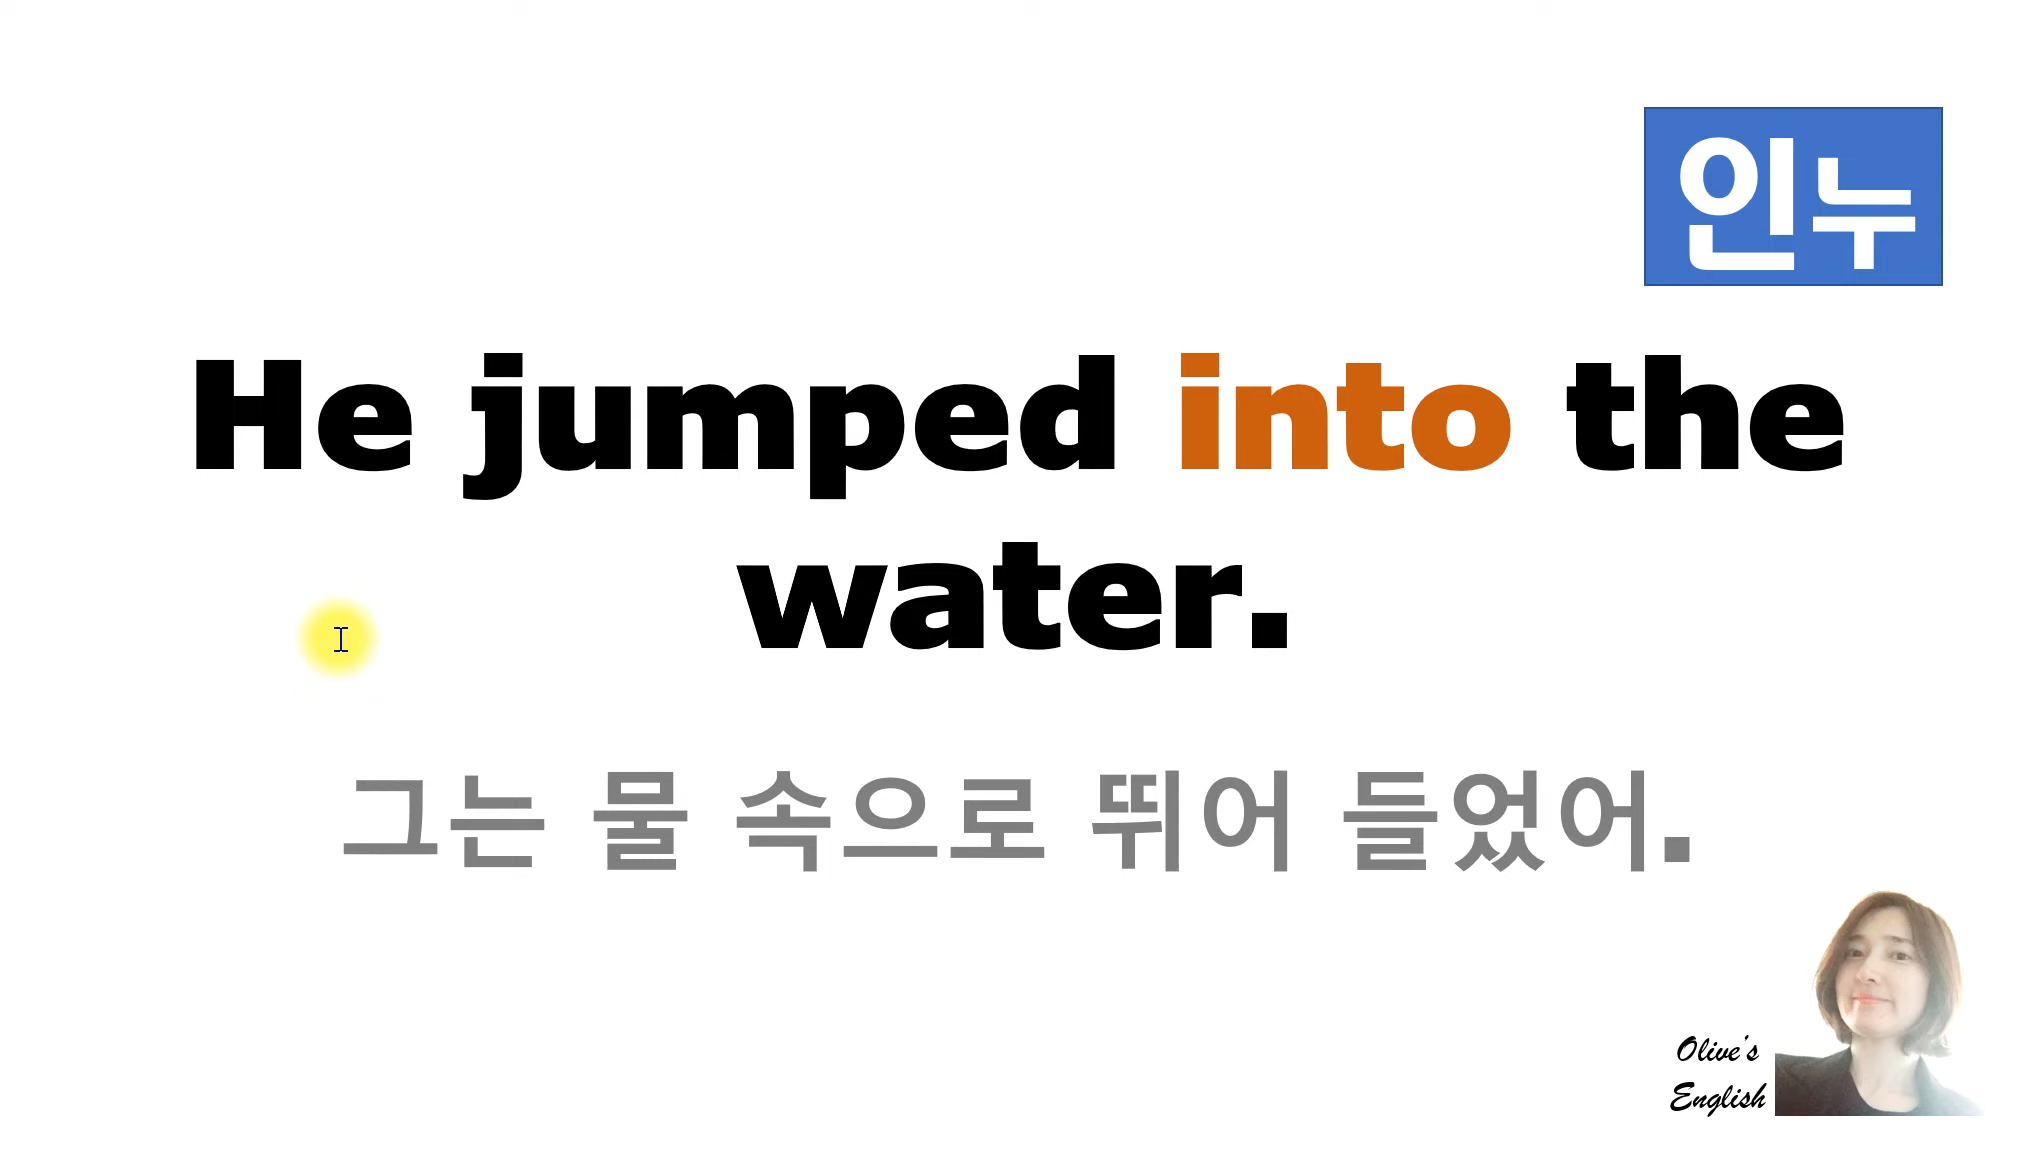 인누
He jumped into the
water.
그는 물 속으로 뛰어 들었어.
Olive's
English